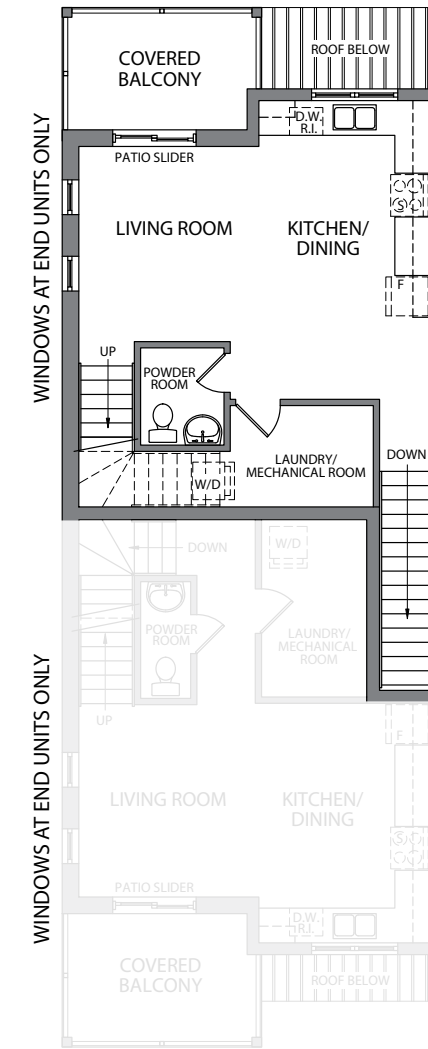 COVERED
BALCONY
ROOF BELOW
D.W.
R.I.
PATIO SLIDER
WINDOWS AT END UNITS ONLY
LIVING ROOM
KITCHEN/
DINING
S
F
UP
POWDER
ROOM
LAUNDRY/
MECHANICAL ROOM
W/D
DOWN
DOWN
W/D
POWDER
ROOM
LAUNDRY/
MECHANICAL
ROOM
UP
F
WINDOWS AT END UNITS ONLY
LIVING ROOM
KITCHEN/
DINING
S
PATIO SLIDER
D.W.
R.I.
COVERED
BALCONY
ROOF BELOW